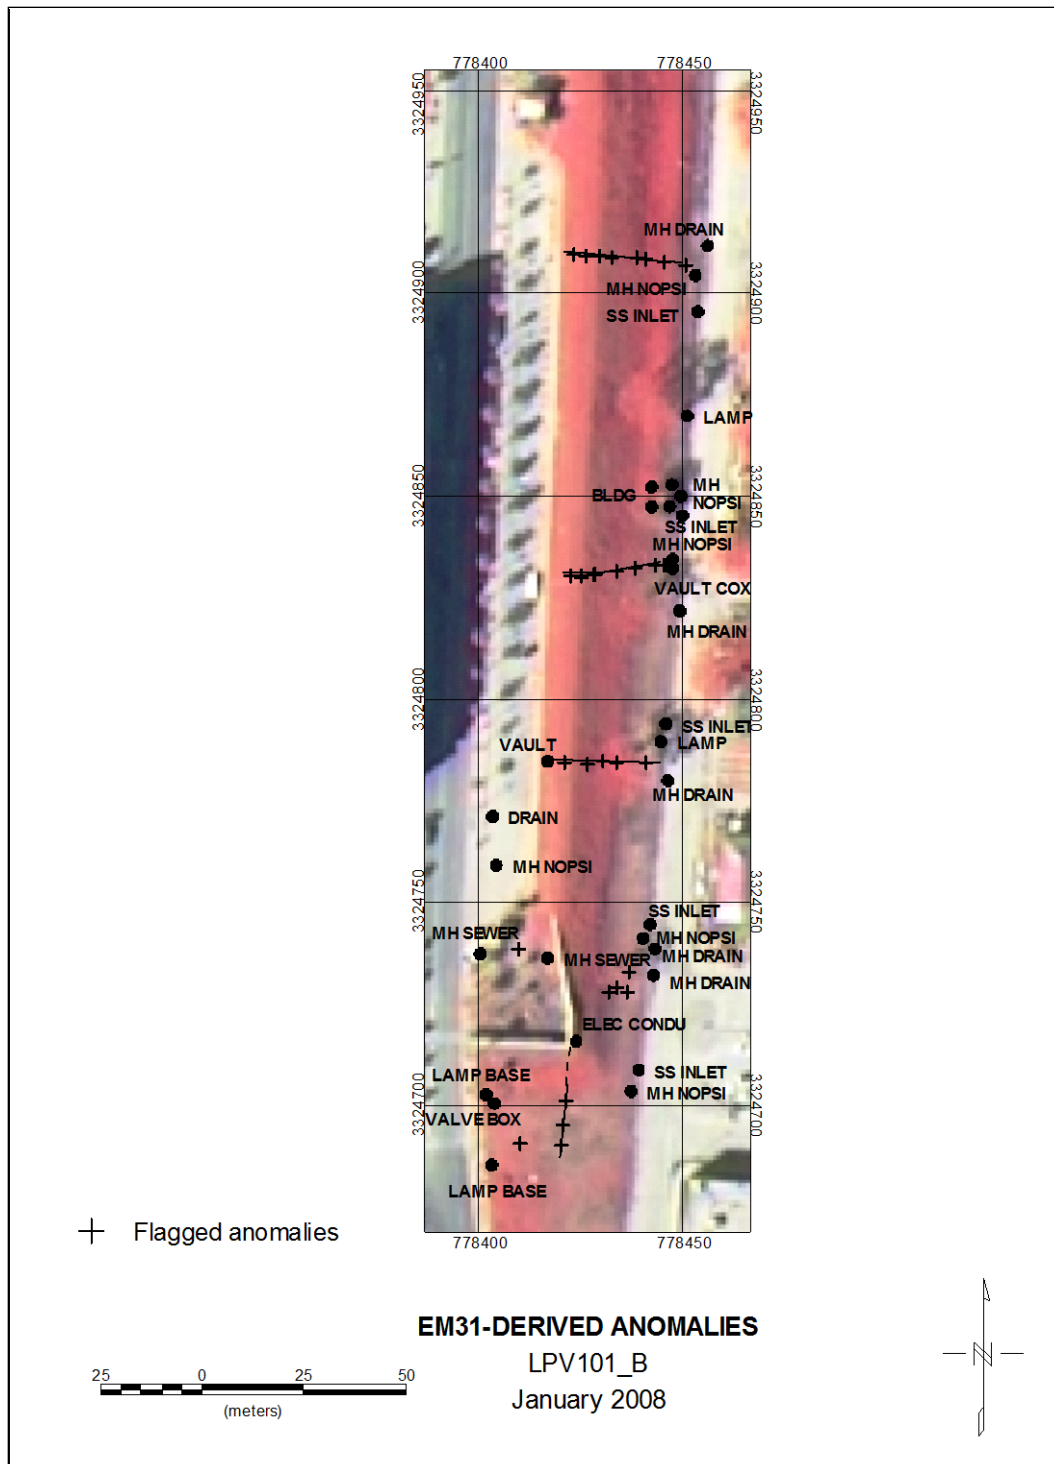 778400 778450
3324950 3324950
MH DRAIN
3324900 3324900
MH NOPSI
SS INLET
LAMP
MH
BLDG
NOPSI
3324850 3324850
SS INLET
MH NOPSI
VAULT COX
MH DRAIN
3324800 3324800
SS INLET
VAULT LAMP
MH DRAIN
DRAIN
MH NOPSI
3324750 3324750
SS INLET
MH SEWER MH NOPSI
MH SEWER MH DRAIN
MH DRAIN
ELEC CONDU
LAMP BASE SS INLET
MH NOPSI
3324700 3324700
VALVE BOX
LAMP BASE
Flagged anomalies
778400 778450
EM31-DERIVED ANOMALIES
LPV101_B
January 2008
25 0 25 50
(meters)
N